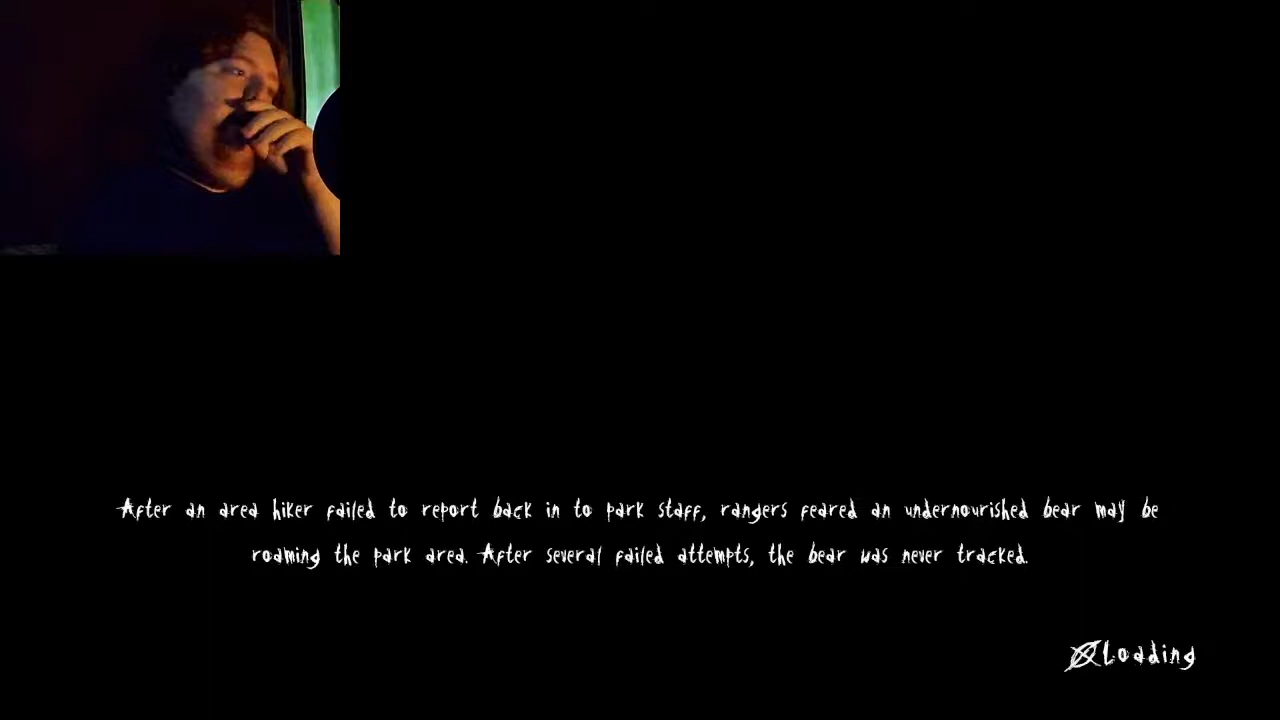 After an area hiker failed to report back in to park staff, rangers feared an undernourished bear may be
roaming the park area. After several failed attempts, the bear was never tracked.
Loading